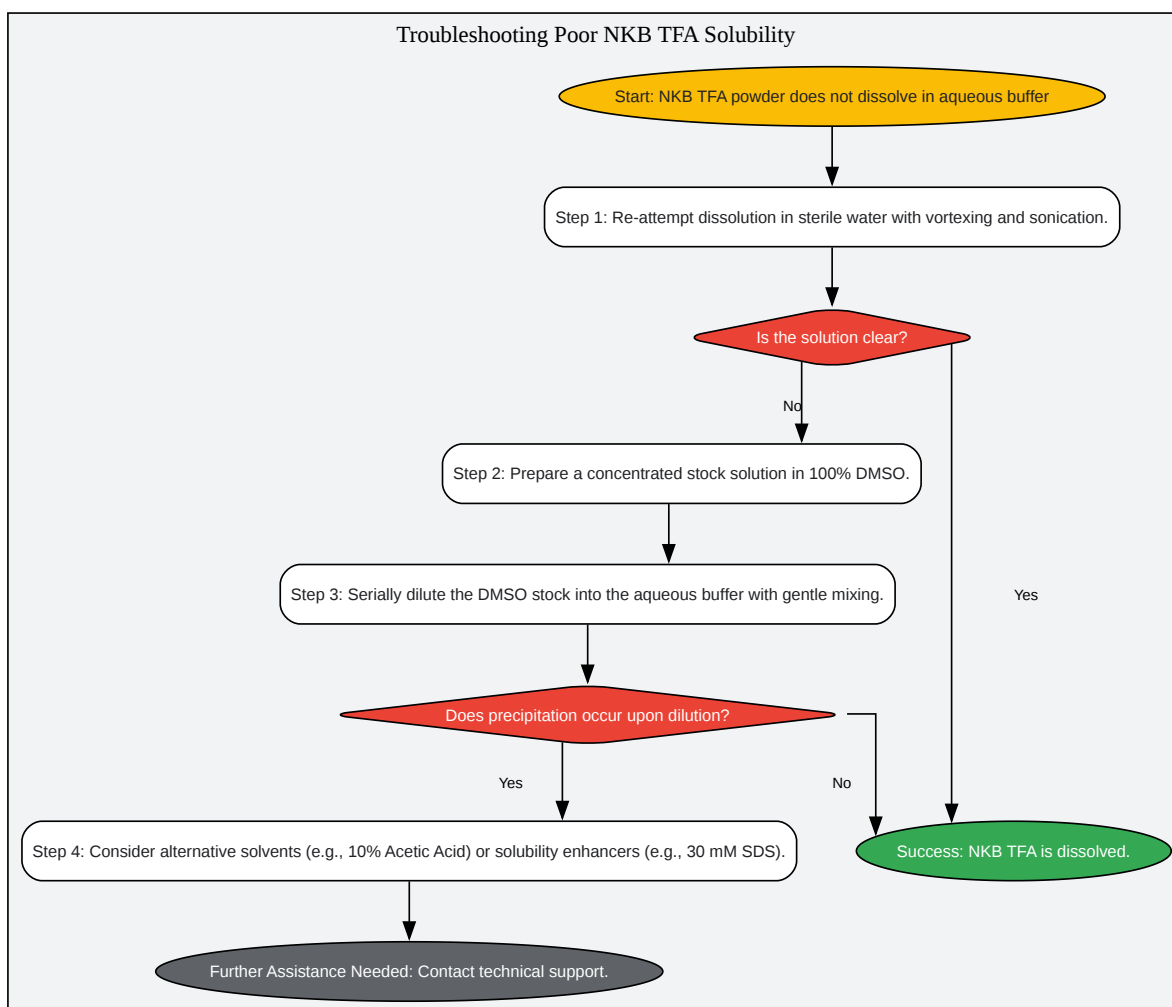 Troubleshooting Poor NKB TFA Solubility
Start: NKB TFA powder does not dissolve in aqueous buffer
Step 1: Re-attempt dissolution in sterile water with vortexing and sonication.
Is the solution clear?
No
Step 2: Prepare a concentrated stock solution in 100% DMSO.
Step 3: Serially dilute the DMSO stock into the aqueous buffer with gentle mixing.
Yes
Does precipitation occur upon dilution?
Yes
No
Step 4: Consider alternative solvents (e.g., 10% Acetic Acid) or solubility enhancers (e.g., 30 mM SDS).
Success: NKB TFA is dissolved.
Further Assistance Needed: Contact technical support.